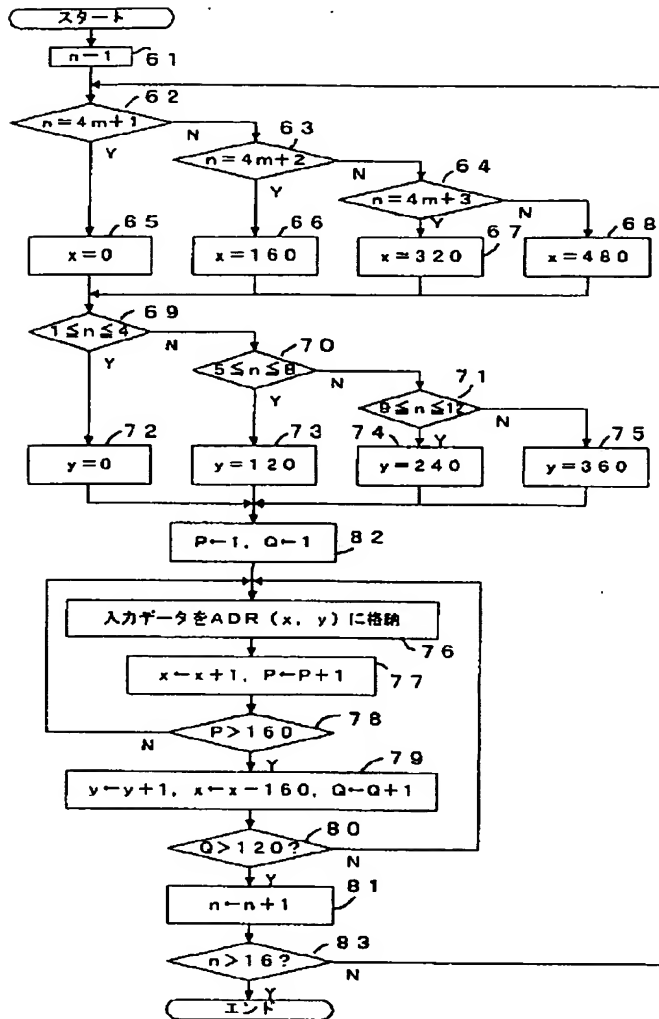 スタート
n－1
61
62
n＝4m＋1
N
Y
63
n＝4m＋2
N
Y
64
n＝4m＋3
N
Y
65
x＝0
66
x＝160
67
x＝320
68
x＝480
69
1≦n≦4
N
Y
70
5≦n≦8
N
Y
71
9≦n≦12
N
Y
72
y＝0
73
y＝120
74
y＝240
75
y＝360
P←1，Q←1
82
入力データをADR（x，y）に格納
76
x←x＋1，P←P＋1
77
P＞160
78
N
Y
79
y←y＋1，x←x－160，Q←Q＋1
Q＞120？
80
N
Y
81
n←n＋1
n＞16？
83
N
Y
エンド